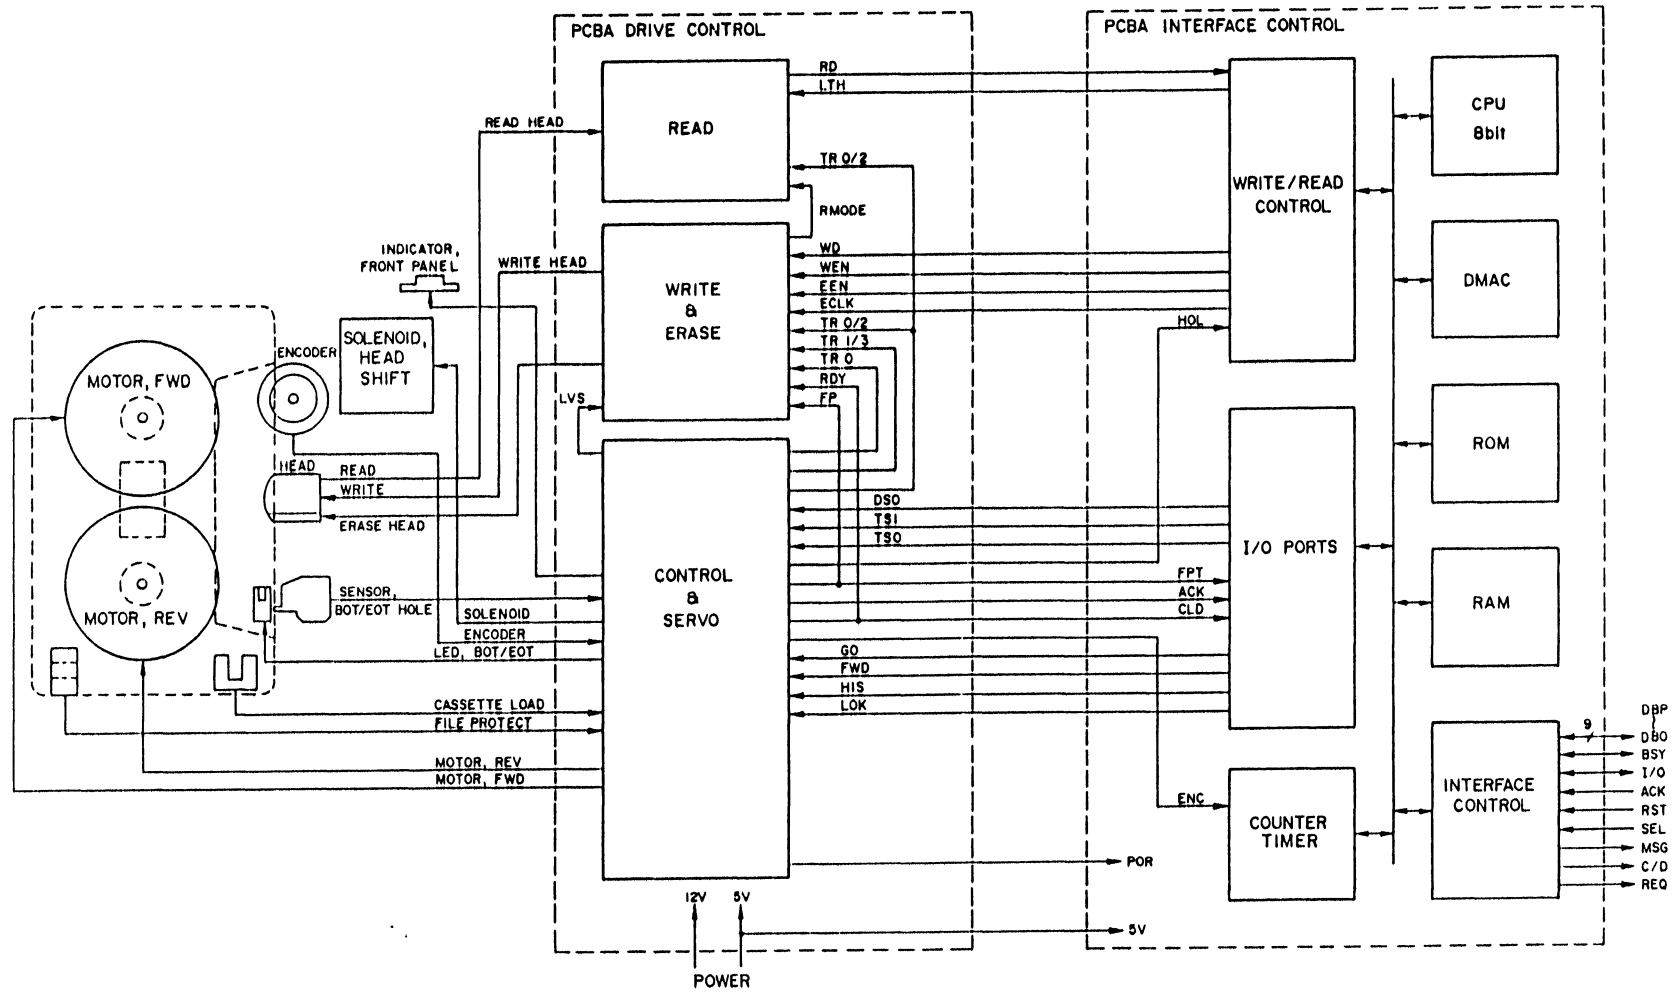 PCBA DRIVE CONTROL
PCBA INTERFACE CONTROL
READ
WRITE
&
ERASE
CONTROL
&
SERVO
READ HEAD
INDICATOR,
FRONT PANEL
WRITE HEAD
SOLENOID,
HEAD
SHIFT
ENCODER
MOTOR, FWD
MOTOR, REV
HEAD
READ
WRITE
ERASE HEAD
LVS
SENSOR,
BOT/EOT HOLE
SOLENOID
ENCODER
LED, BOT/EOT
CASSETTE LOAD
FILE PROTECT
MOTOR, REV
MOTOR, FWD
RD
LTH
TR 0/2
RMODE
WD
WEN
EEN
ECLK
TR 0/2
TR 1/3
TR 0
RDY
FP
DSO
TS1
TSO
GO
FWD
HIS
LOK
HOL
FPT
ACK
CLD
ENC
POR
5V
12V
5V
POWER
WRITE/READ
CONTROL
I/O PORTS
COUNTER
TIMER
CPU
8bit
DMAC
ROM
RAM
INTERFACE
CONTROL
9
DBP
DBO
BSY
I/O
ACK
RST
SEL
MSG
C/D
REQ